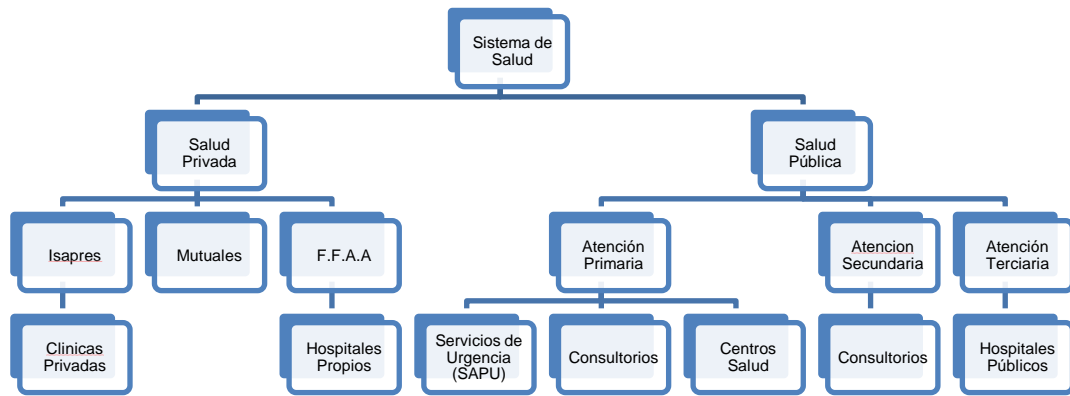 Sistema de
Salud
Salud
Privada
Salud
Pública
Isapres
Mutuales
F.F.A.A
Atención
Primaria
Atencion
Secundaria
Atención
Terciaria
Clinicas
Privadas
Hospitales
Propios
Servicios de
Urgencia
(SAPU)
Consultorios
Centros
Salud
Consultorios
Hospitales
Públicos